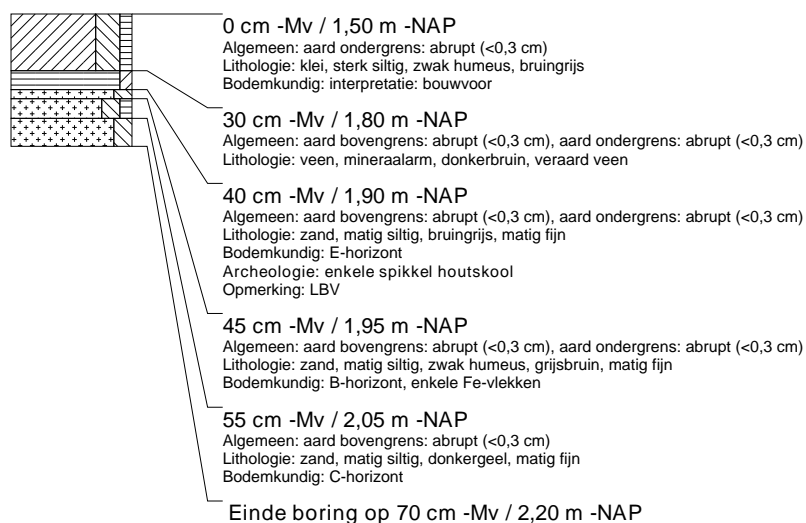 0 cm -Mv / 1,50 m -NAP
Algemeen: aard ondergrens: abrupt (<0,3 cm)
Lithologie: klei, sterk siltig, zwak humeus, bruingrijs
Bodemkundig: interpretatie: bouwvoor
30 cm -Mv / 1,80 m -NAP
Algemeen: aard bovengrens: abrupt (<0,3 cm), aard ondergrens: abrupt (<0,3 cm)
Lithologie: veen, mineraalarm, donkerbruin, veraard veen
40 cm -Mv / 1,90 m -NAP
Algemeen: aard bovengrens: abrupt (<0,3 cm), aard ondergrens: abrupt (<0,3 cm)
Lithologie: zand, matig siltig, bruingrijs, matig fijn
Bodemkundig: E-horizont
Archeologie: enkele spikkel houtskool
Opmerking: LBV
45 cm -Mv / 1,95 m -NAP
Algemeen: aard bovengrens: abrupt (<0,3 cm), aard ondergrens: abrupt (<0,3 cm)
Lithologie: zand, matig siltig, zwak humeus, grijsbruin, matig fijn
Bodemkundig: B-horizont, enkele Fe-vlekken
55 cm -Mv / 2,05 m -NAP
Algemeen: aard bovengrens: abrupt (<0,3 cm)
Lithologie: zand, matig siltig, donkergeel, matig fijn
Bodemkundig: C-horizont
Einde boring op 70 cm -Mv / 2,20 m -NAP